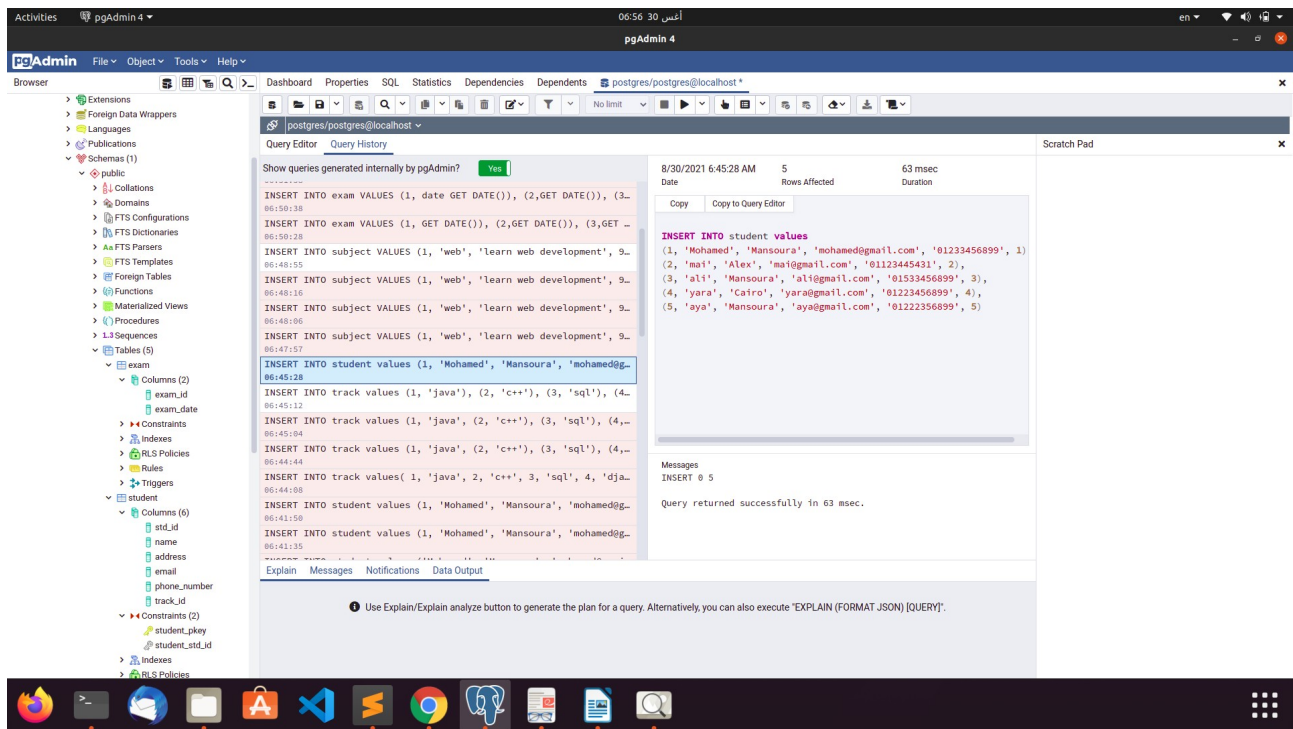 Activities pgAdmin 4 06:56 30 أغس en
pgAdmin 4
pgAdmin File Object Tools Help
Browser Dashboard Properties SQL Statistics Dependencies Dependents postgres/postgres@localhost *
No limit
postgres/postgres@localhost
Query Editor Query History Scratch Pad
Extensions
Foreign Data Wrappers
Languages
Publications
Schemas (1)
public
Collations
Domains
FTS Configurations
FTS Dictionaries
FTS Parsers
FTS Templates
Foreign Tables
Functions
Materialized Views
Procedures
1..3 Sequences
Tables (5)
exam
Columns (2)
exam_id
exam_date
Constraints
Indexes
RLS Policies
Rules
Triggers
student
Columns (6)
std_id
name
address
email
phone_number
track_id
Constraints (2)
student_pkey
student_std_id
Indexes
RLS Policies
Show queries generated internally by pgAdmin? Yes
INSERT INTO exam VALUES (1, date GET DATE()), (2,GET DATE()), (3…
06:50:38
INSERT INTO exam VALUES (1, GET DATE()), (2,GET DATE()), (3,GET …
06:50:28
INSERT INTO subject VALUES (1, 'web', 'learn web development', 9…
06:48:55
INSERT INTO subject VALUES (1, 'web', 'learn web development', 9…
06:48:16
INSERT INTO subject VALUES (1, 'web', 'learn web development', 9…
06:48:06
INSERT INTO subject VALUES (1, 'web', 'learn web development', 9…
06:47:57
INSERT INTO student values (1, 'Mohamed', 'Mansoura', 'mohamed@g…
06:45:28
INSERT INTO track values (1, 'java'), (2, 'c++'), (3, 'sql'), (4…
06:45:12
INSERT INTO track values (1, 'java', (2, 'c++'), (3, 'sql'), (4,…
06:45:04
INSERT INTO track values (1, 'java', (2, 'c++'), (3, 'sql'), (4,…
06:44:44
INSERT INTO track values( 1, 'java', 2, 'c++', 3, 'sql', 4, 'dja…
06:44:08
INSERT INTO student values (1, 'Mohamed', 'Mansoura', 'mohamed@g…
06:41:50
INSERT INTO student values (1, 'Mohamed', 'Mansoura', 'mohamed@g…
06:41:35
8/30/2021 6:45:28 AM 5 63 msec
Date Rows Affected Duration
Copy Copy to Query Editor
INSERT INTO student values
(1, 'Mohamed', 'Mansoura', 'mohamed@gmail.com', '01233456899', 1)
(2, 'mai', 'Alex', 'mai@gmail.com', '01123445431', 2),
(3, 'ali', 'Mansoura', 'ali@gmail.com', '01533456899', 3),
(4, 'yara', 'Cairo', 'yara@gmail.com', '01223456899', 4),
(5, 'aya', 'Mansoura', 'aya@gmail.com', '01222356899', 5)
Messages
INSERT 0 5
Query returned successfully in 63 msec.
Explain Messages Notifications Data Output
Use Explain/Explain analyze button to generate the plan for a query. Alternatively, you can also execute "EXPLAIN (FORMAT JSON) [QUERY]".